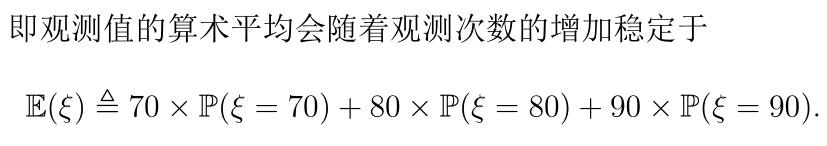 即观测值的算术平均会随着观测次数的增加稳定于
𝔼(ξ) ≜ 70 × ℙ(ξ = 70) + 80 × ℙ(ξ = 80) + 90 × ℙ(ξ = 90).